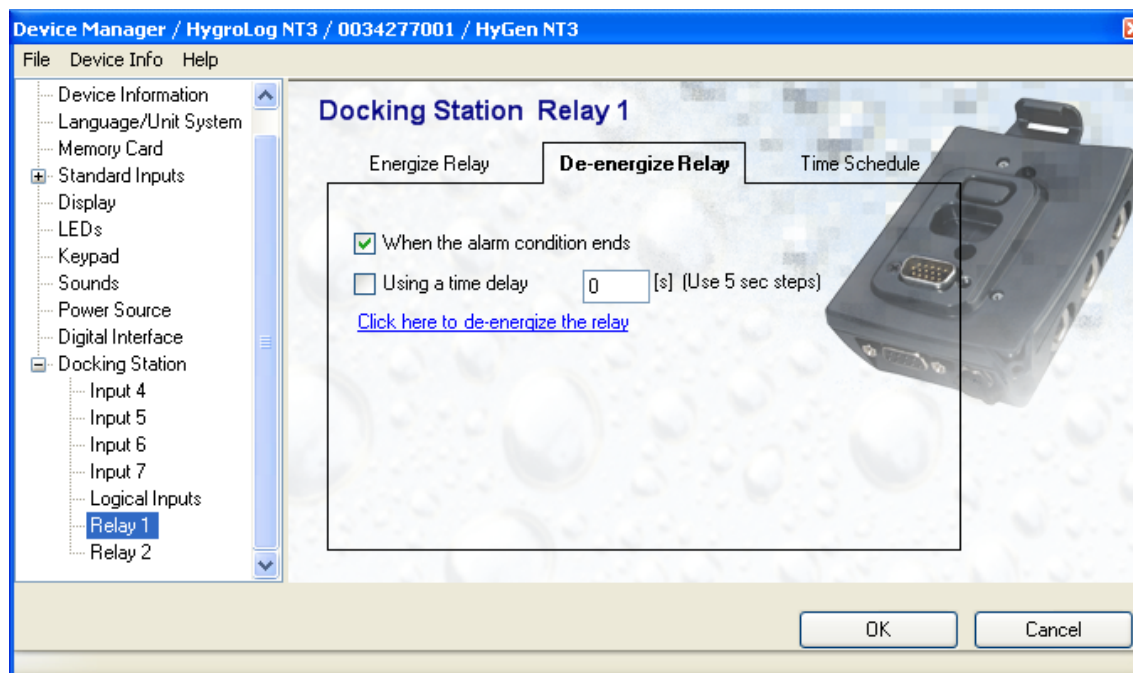 Device Manager / HygroLog NT3 / 0034277001 / HyGen NT3
File Device Info Help
Device Information
Language/Unit System
Memory Card
Standard Inputs
Display
LEDs
Keypad
Sounds
Power Source
Digital Interface
Docking Station
Input 4
Input 5
Input 6
Input 7
Logical Inputs
Relay 1
Relay 2
Docking Station Relay 1
Energize Relay De-energize Relay Time Schedule
When the alarm condition ends
Using a time delay 0 [s] (Use 5 sec steps)
Click here to de-energize the relay
OK Cancel